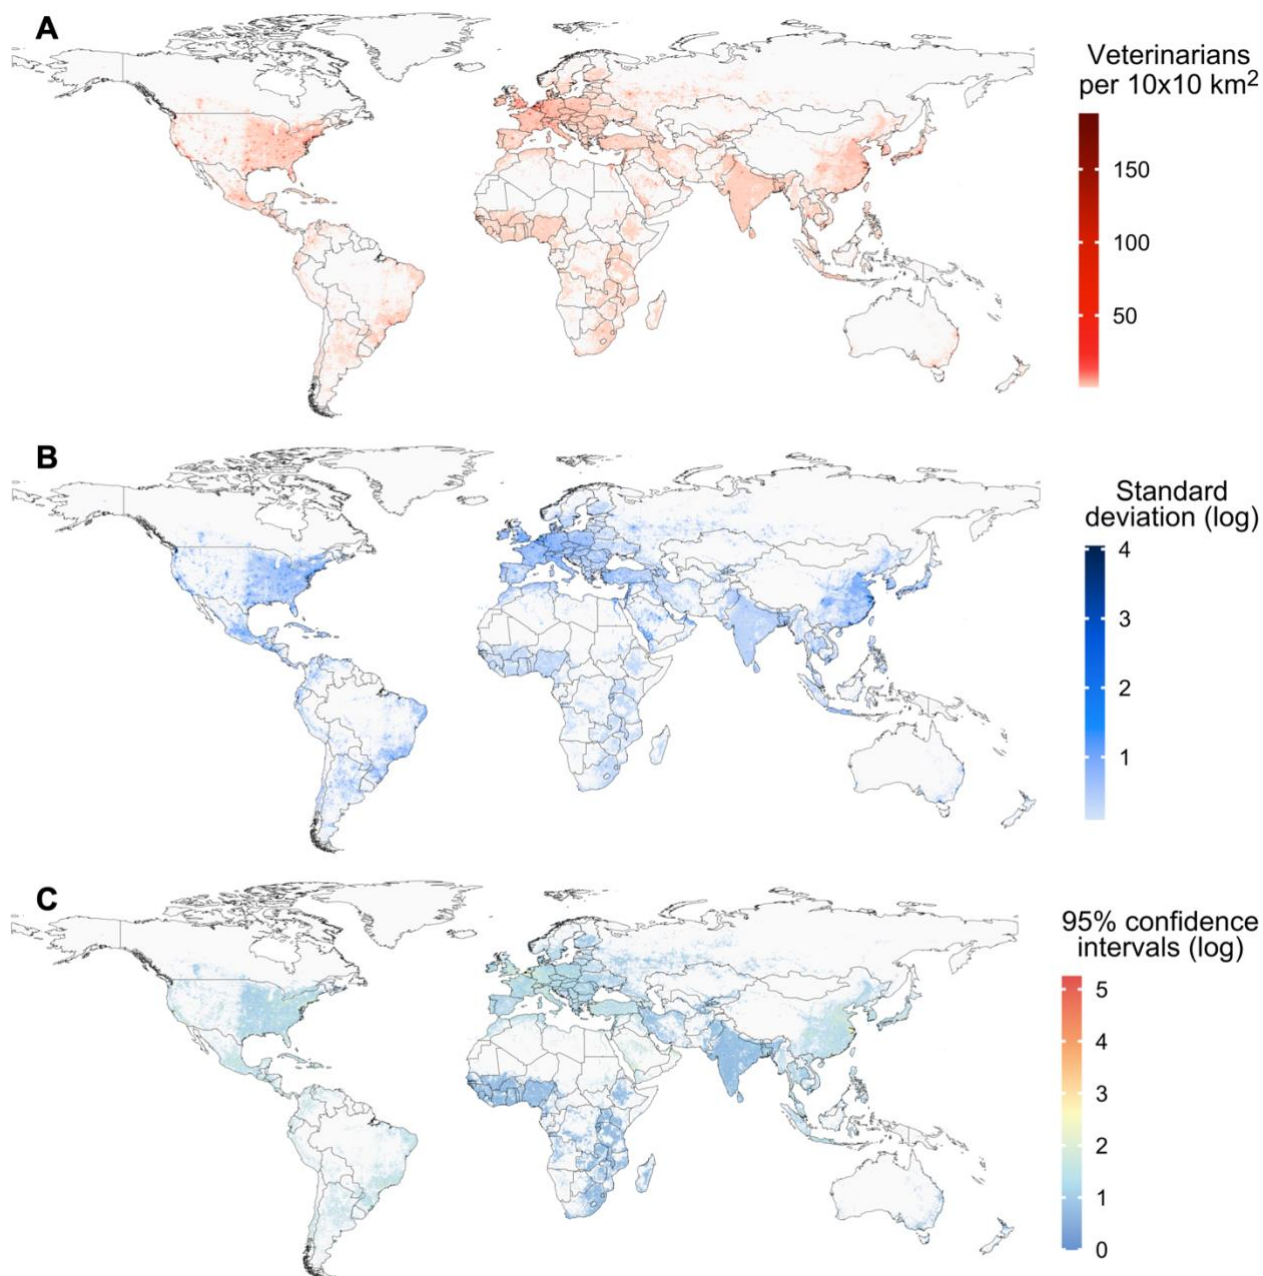 A
Veterinarians
per 10x10 km²
150
100
50
B
Standard
deviation (log)
4
3
2
1
C
95% confidence
intervals (log)
5
4
3
2
1
0